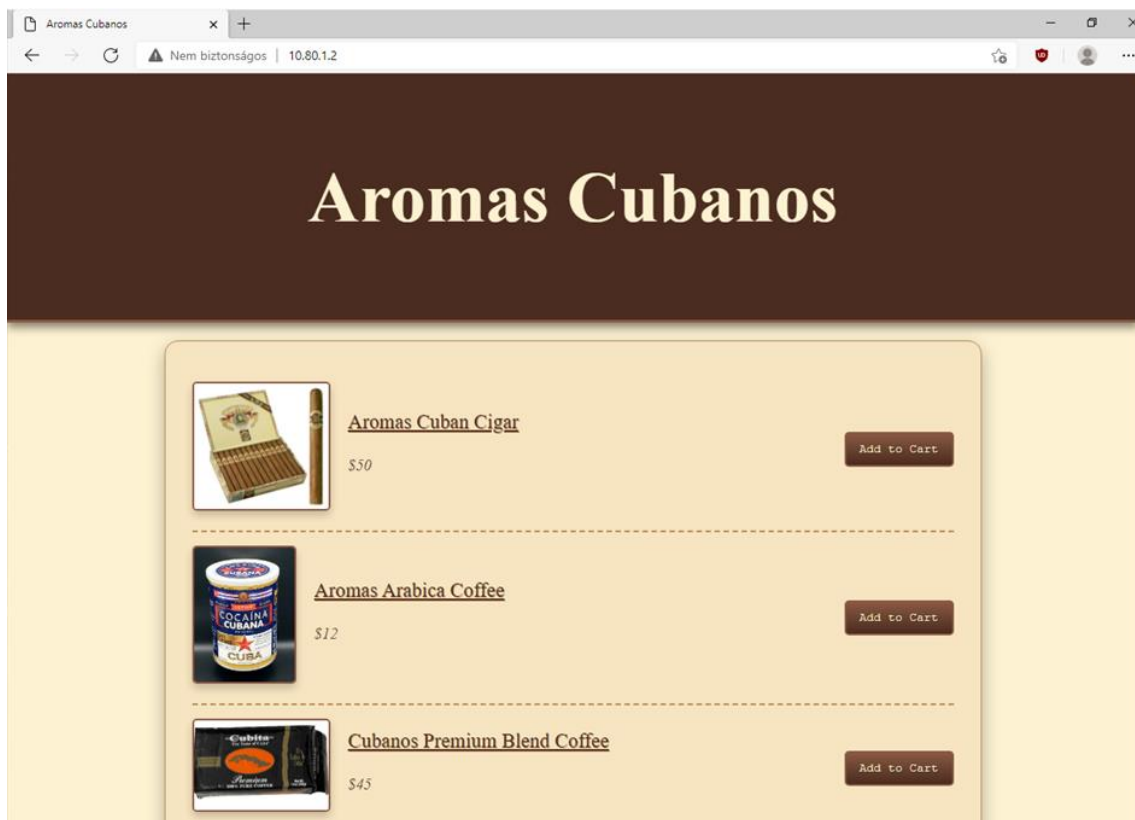 Aromas Cubanos
Nem biztonságos | 10.80.1.2
Aromas Cubanos
Aromas Cuban Cigar
$50
Add to Cart
COCAÍNA
CUBANA
CUBA
Aromas Arabica Coffee
$12
Add to Cart
Cubita
Premium
Cubanos Premium Blend Coffee
$45
Add to Cart